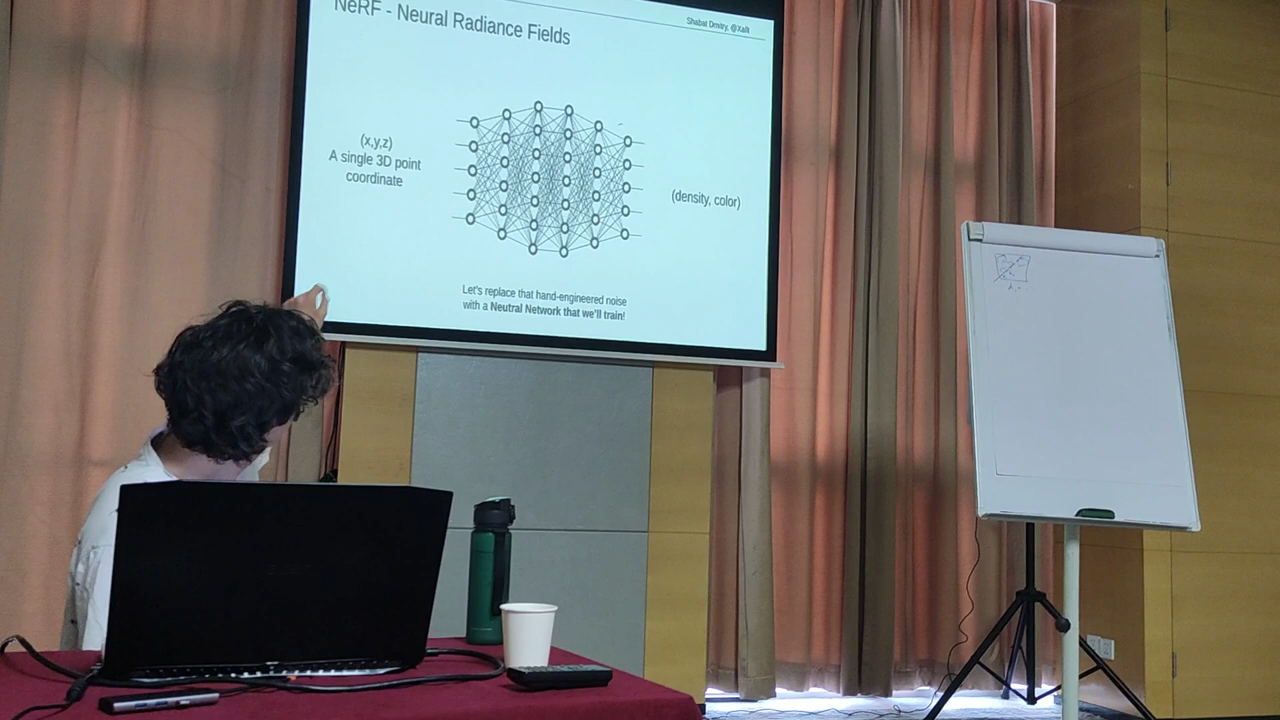 NeRF - Neural Radiance Fields
Shabat Dmitry, @Xallt
(x,y,z)
A single 3D point
coordinate
(density, color)
Let's replace that hand-engineered noise
with a Neutral Network that we'll train!